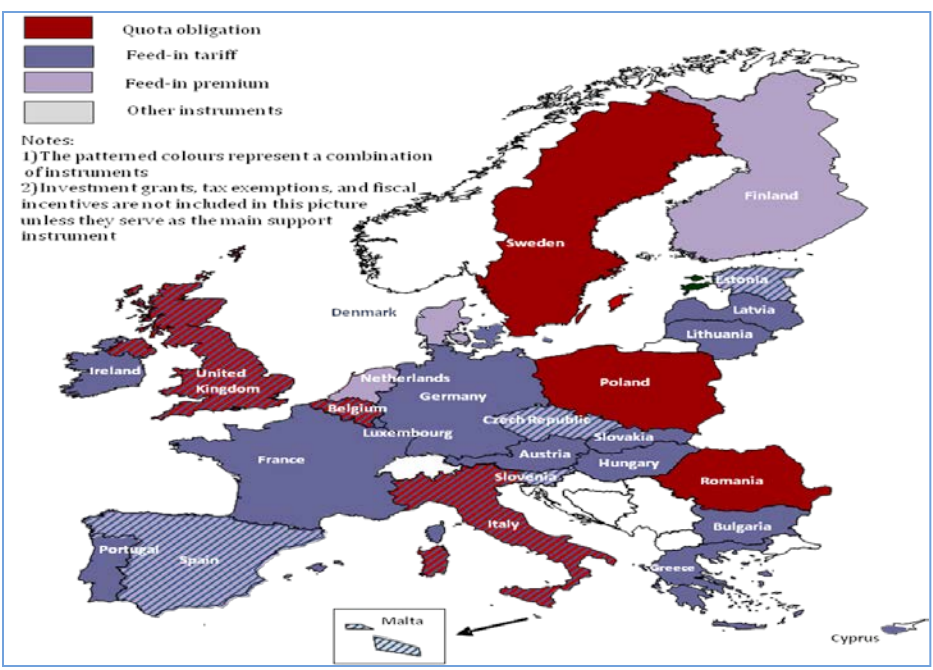 Quota obligation
Feed-in tariff
Feed-in premium
Other instruments
Notes:
1)The patterned colours represent a combination
of instruments
2)Investment grants, tax exemptions, and fiscal
incentives are not included in this picture
unless they serve as the main support
instrument
Finland
Sweden
Estonia
Latvia
Denmark
Lithuania
Ireland
United
Kingdom
Netherlands
Poland
Germany
Belgium
Czech Republic
Luxembourg
Slovakia
Austria
France
Hungary
Slovenia
Romania
Italy
Bulgaria
Portugal
Spain
Greece
Malta
Cyprus